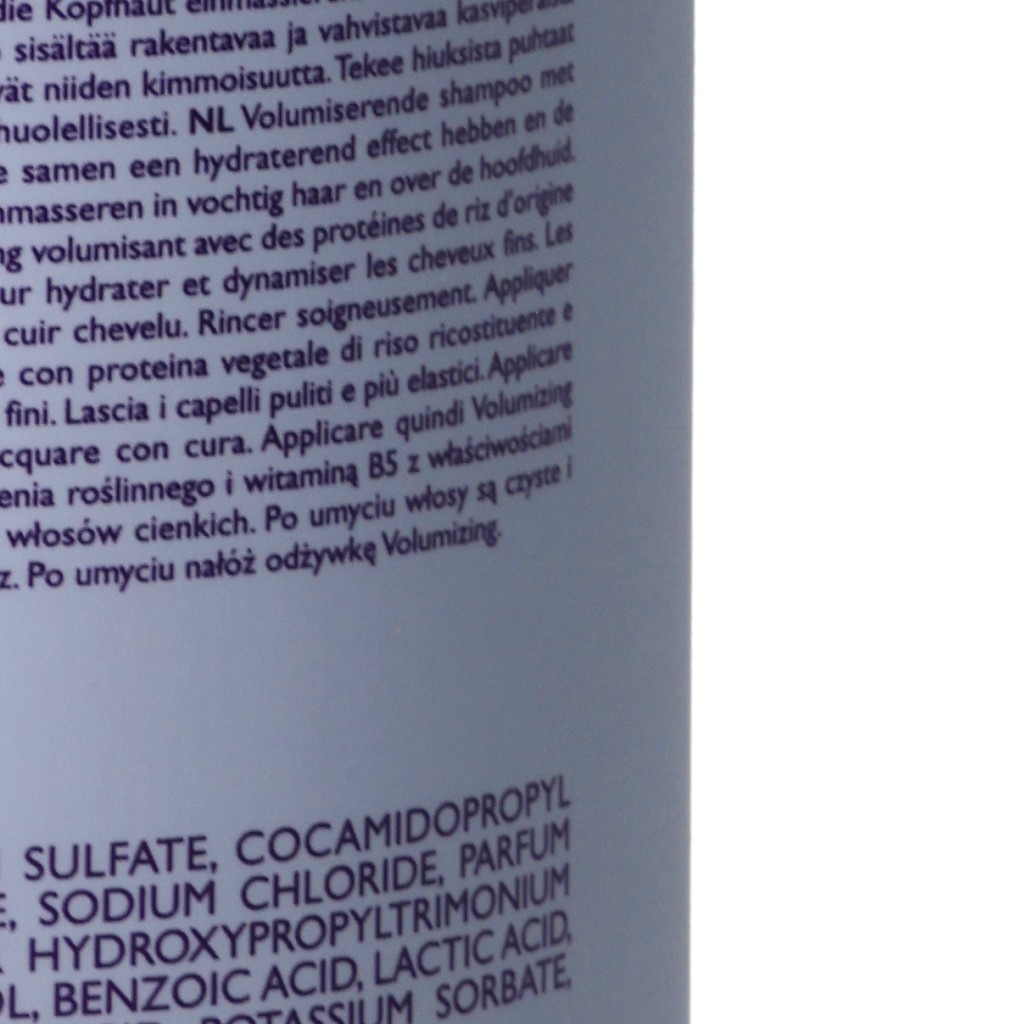 die Kopfhaut
sisältää rakentavaa ja vahvistavaa
niiden kimmoisuutta. Tekee hiuksista puhtaat
huolellisesti. NL Volumiserende shampoo met
samen een hydraterend effect hebben en de
masseren in vochtig haar en over de hoofdhuid.
volumisant avec des protéines de riz d'origine
ur hydrater et dynamiser les cheveux fins. Les
cuir chevelu. Rincer soigneusement. Appliquer
con proteina vegetale di riso ricostituente e
fini. Lascia i capelli puliti e più elastici. Applicare
cquare con cura. Applicare quindi Volumizing
enia roślinnego i witaminą B5 z właściwościami
włosów cienkich. Po umyciu włosy są czyste i
z. Po umyciu nałóż odżywkę Volumizing.
SULFATE, COCAMIDOPROPYL
E, SODIUM CHLORIDE, PARFUM
HYDROXYPROPYLTRIMONIUM
OL, BENZOIC ACID, LACTIC ACID,
POTASSIUM SORBATE,